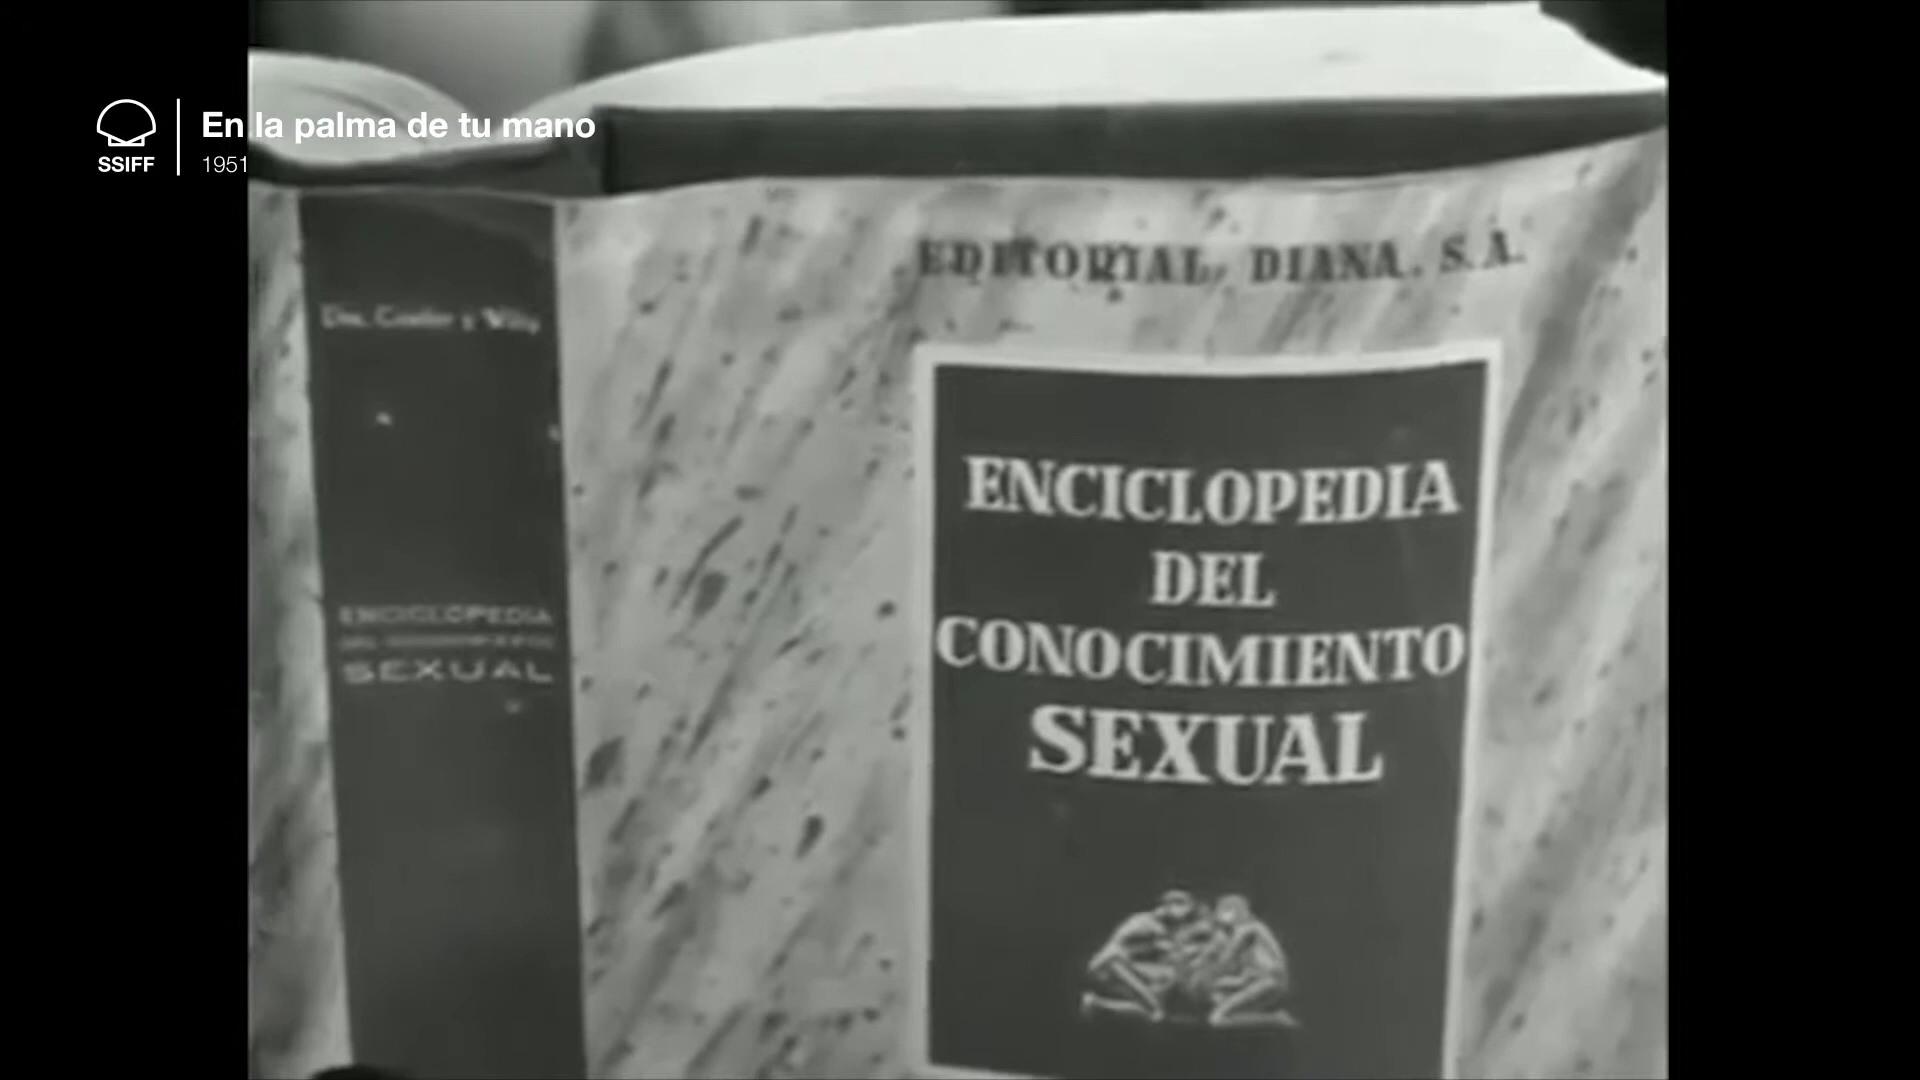 En la palma de tu mano
SSIFF
1951
EDITORIAL DIANA, S.A.
ENCICLOPEDIA
DEL
CONOCIMIENTO
SEXUAL
ENCICLOPEDIA
SEXUAL